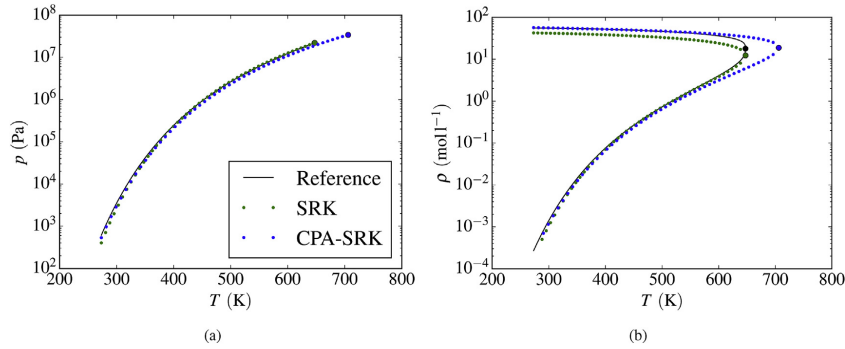 10^8
10^7
10^6
10^5
10^4
10^3
10^2
p (Pa)
Reference
SRK
CPA-SRK
200 300 400 500 600 700 800
T (K)
(a)
10^2
10^1
10^0
10^−1
10^−2
10^−3
10^−4
ρ (mol l^−1)
200 300 400 500 600 700 800
T (K)
(b)